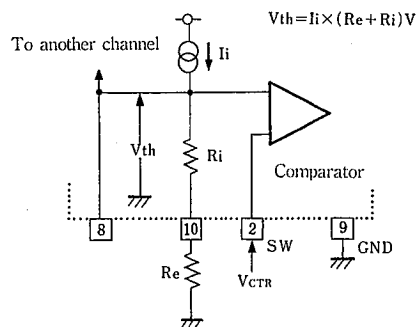 Vth=Ii×(Re+Ri)V
To another channel
Ii
Vth
Ri
Comparator
8
10
2
9
SW
GND
Re
VCTR